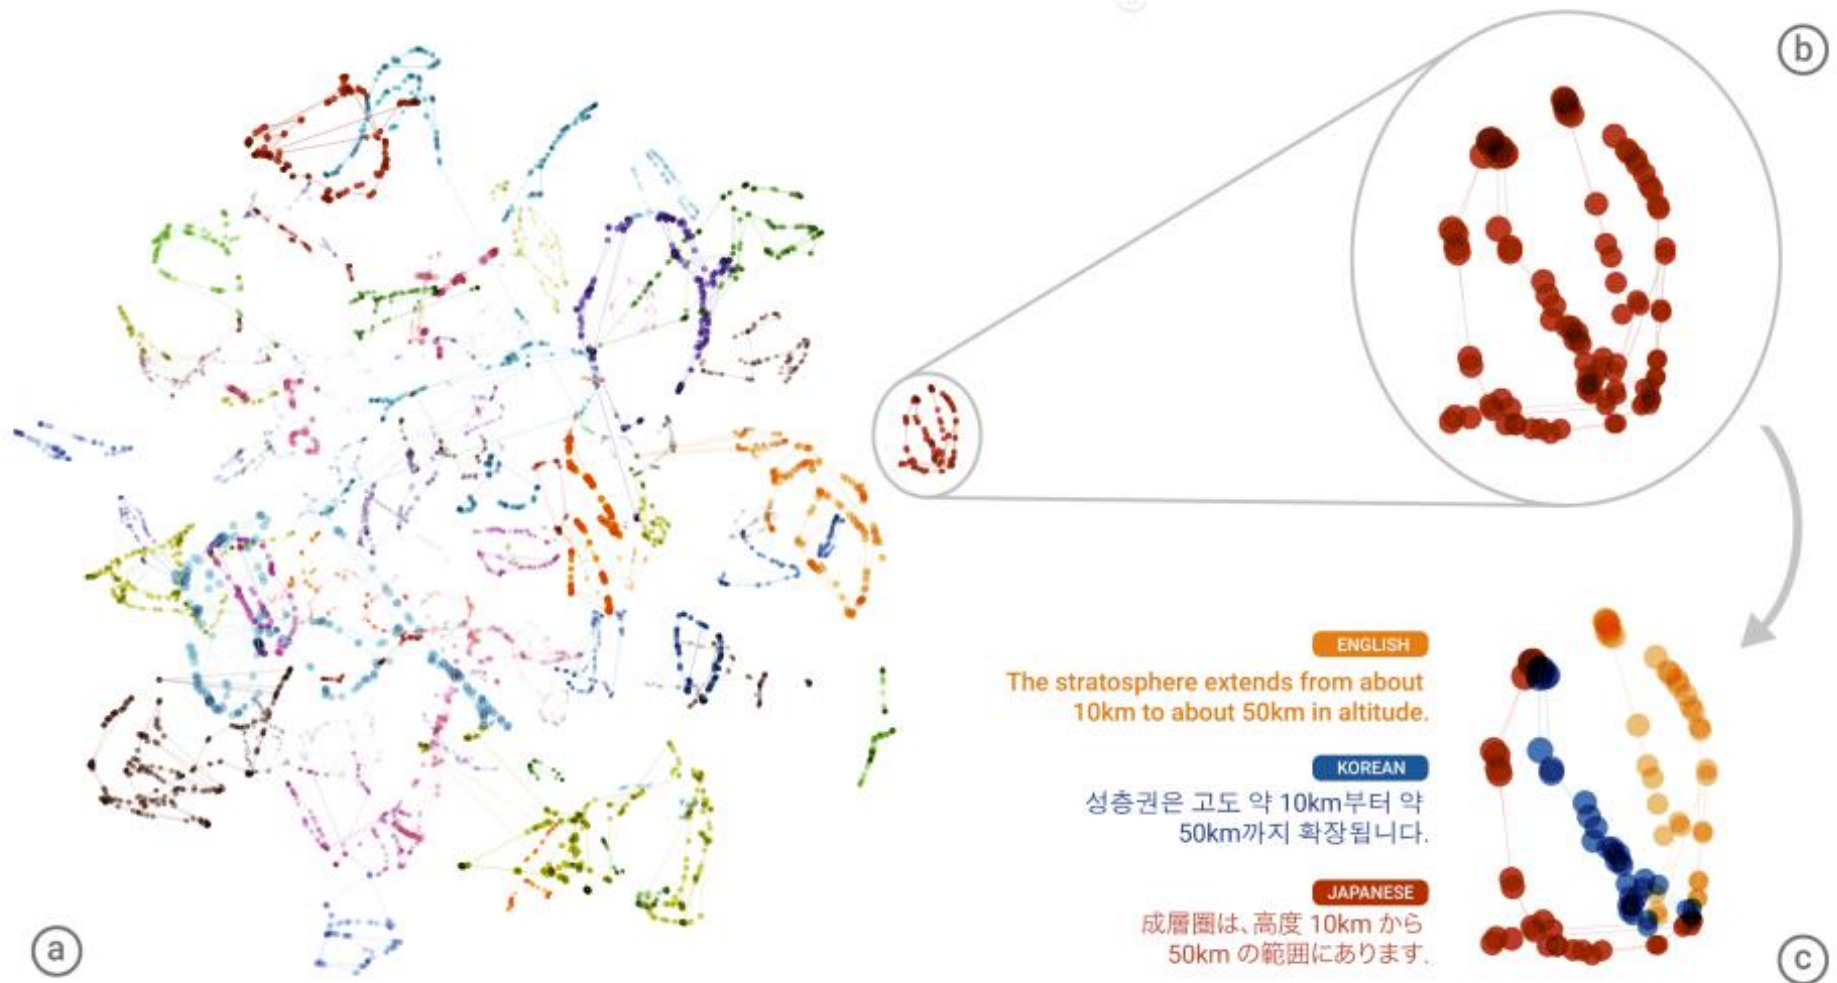 b
ENGLISH
The stratosphere extends from about
10km to about 50km in altitude.
KOREAN
성층권은 고도 약 10km부터 약
50km까지 확장됩니다.
JAPANESE
成層圏は、高度 10km から
50km の範囲にあります.
a
c